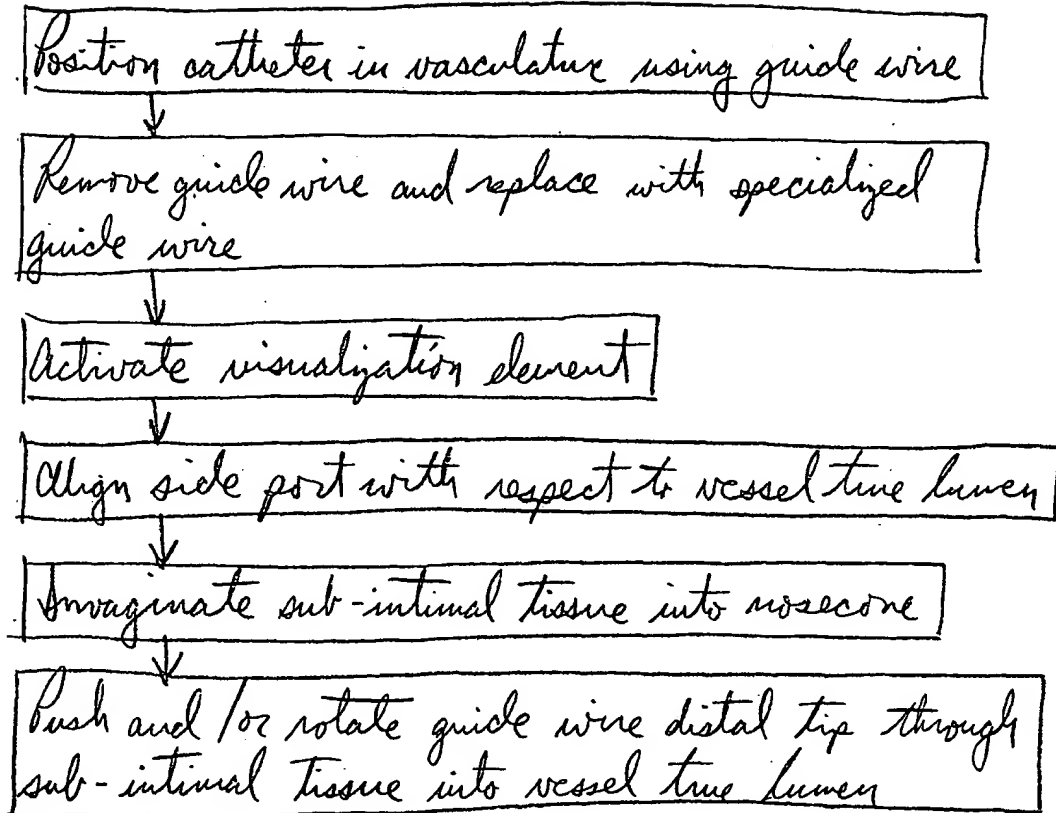 Position catheter in vasculature using guide wire
Remove guide wire and replace with specialized
guide wire
Activate visualization element
Align side port with respect to vessel true lumen
Invaginate sub-intimal tissue into nosecone
Push and/or rotate guide wire distal tip through
sub-intimal tissue into vessel true lumen